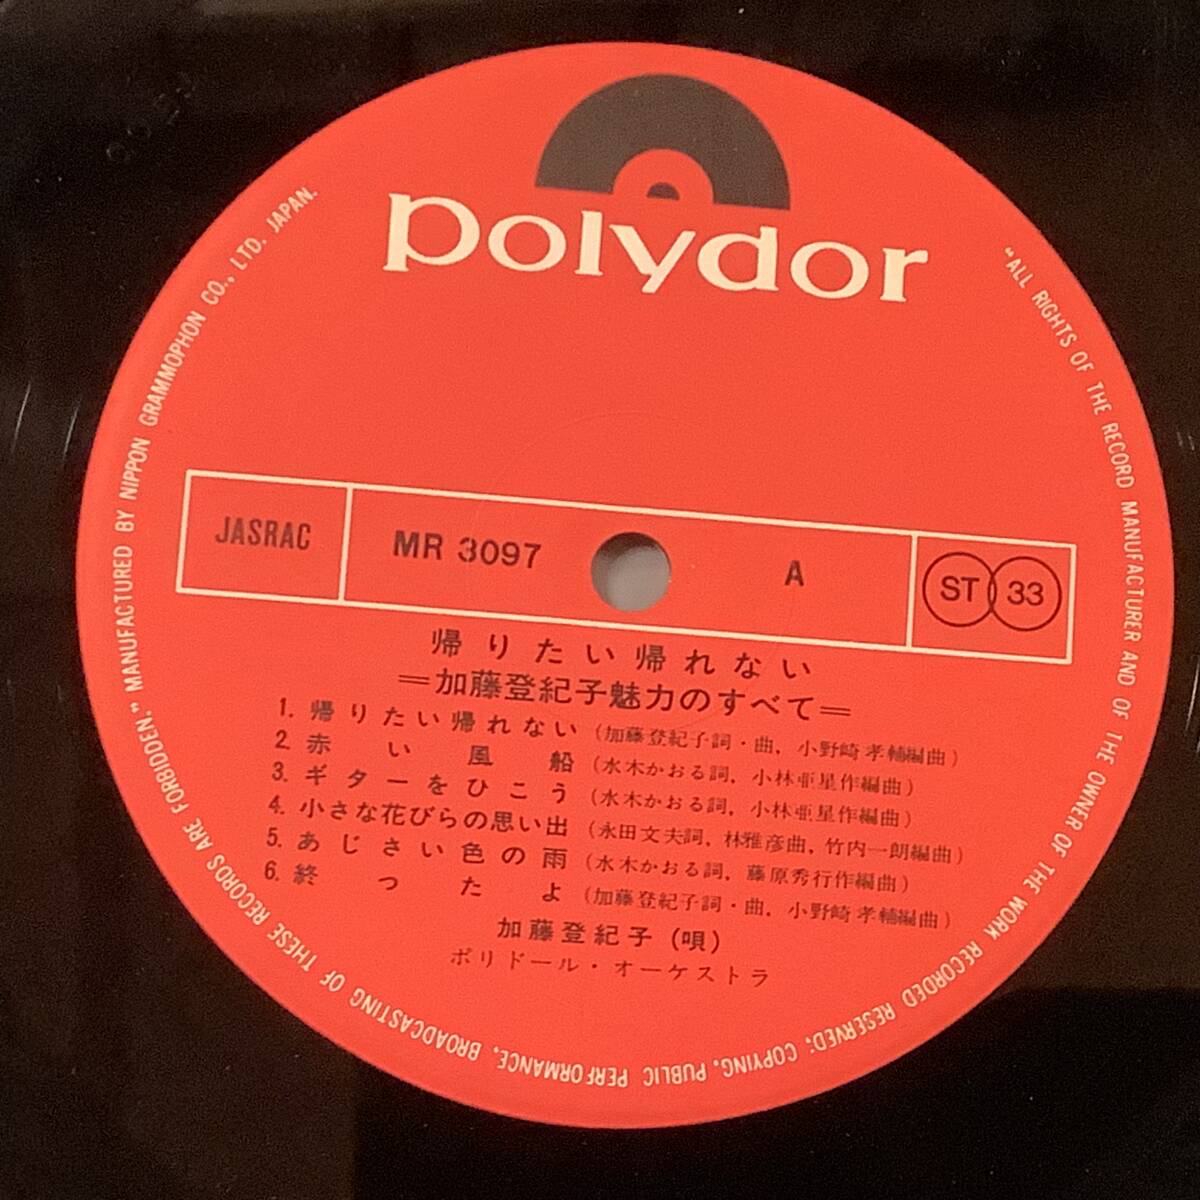 polydor
JASRAC MR 3097 A ST 33
帰りたい帰れない
=加藤登紀子魅力のすべて=
1. 帰りたい帰れない (加藤登紀子詞・曲, 小野崎孝輔編曲)
2. 赤い風船 (水木かおる詞, 小林亜星作編曲)
3. ギターをひこう (水木かおる詞, 小林亜星作編曲)
4. 小さな花びらの思い出 (永田文夫詞, 林雅彦曲, 竹内一朗編曲)
5. あじさい色の雨 (水木かおる詞, 藤原秀行作編曲)
6. 終ったよ (加藤登紀子詞・曲, 小野崎孝輔編曲)
加藤登紀子 (唄)
ポリドール・オーケストラ
"ALL RIGHTS OF THE RECORD MANUFACTURER AND OF THE OWNER OF THE WORK RECORDED RESERVED; COPYING, PUBLIC PERFORMANCE, BROADCASTING OF THESE RECORDS ARE FORBIDDEN." MANUFACTURED BY NIPPON GRAMMOPHON CO., LTD. JAPAN.